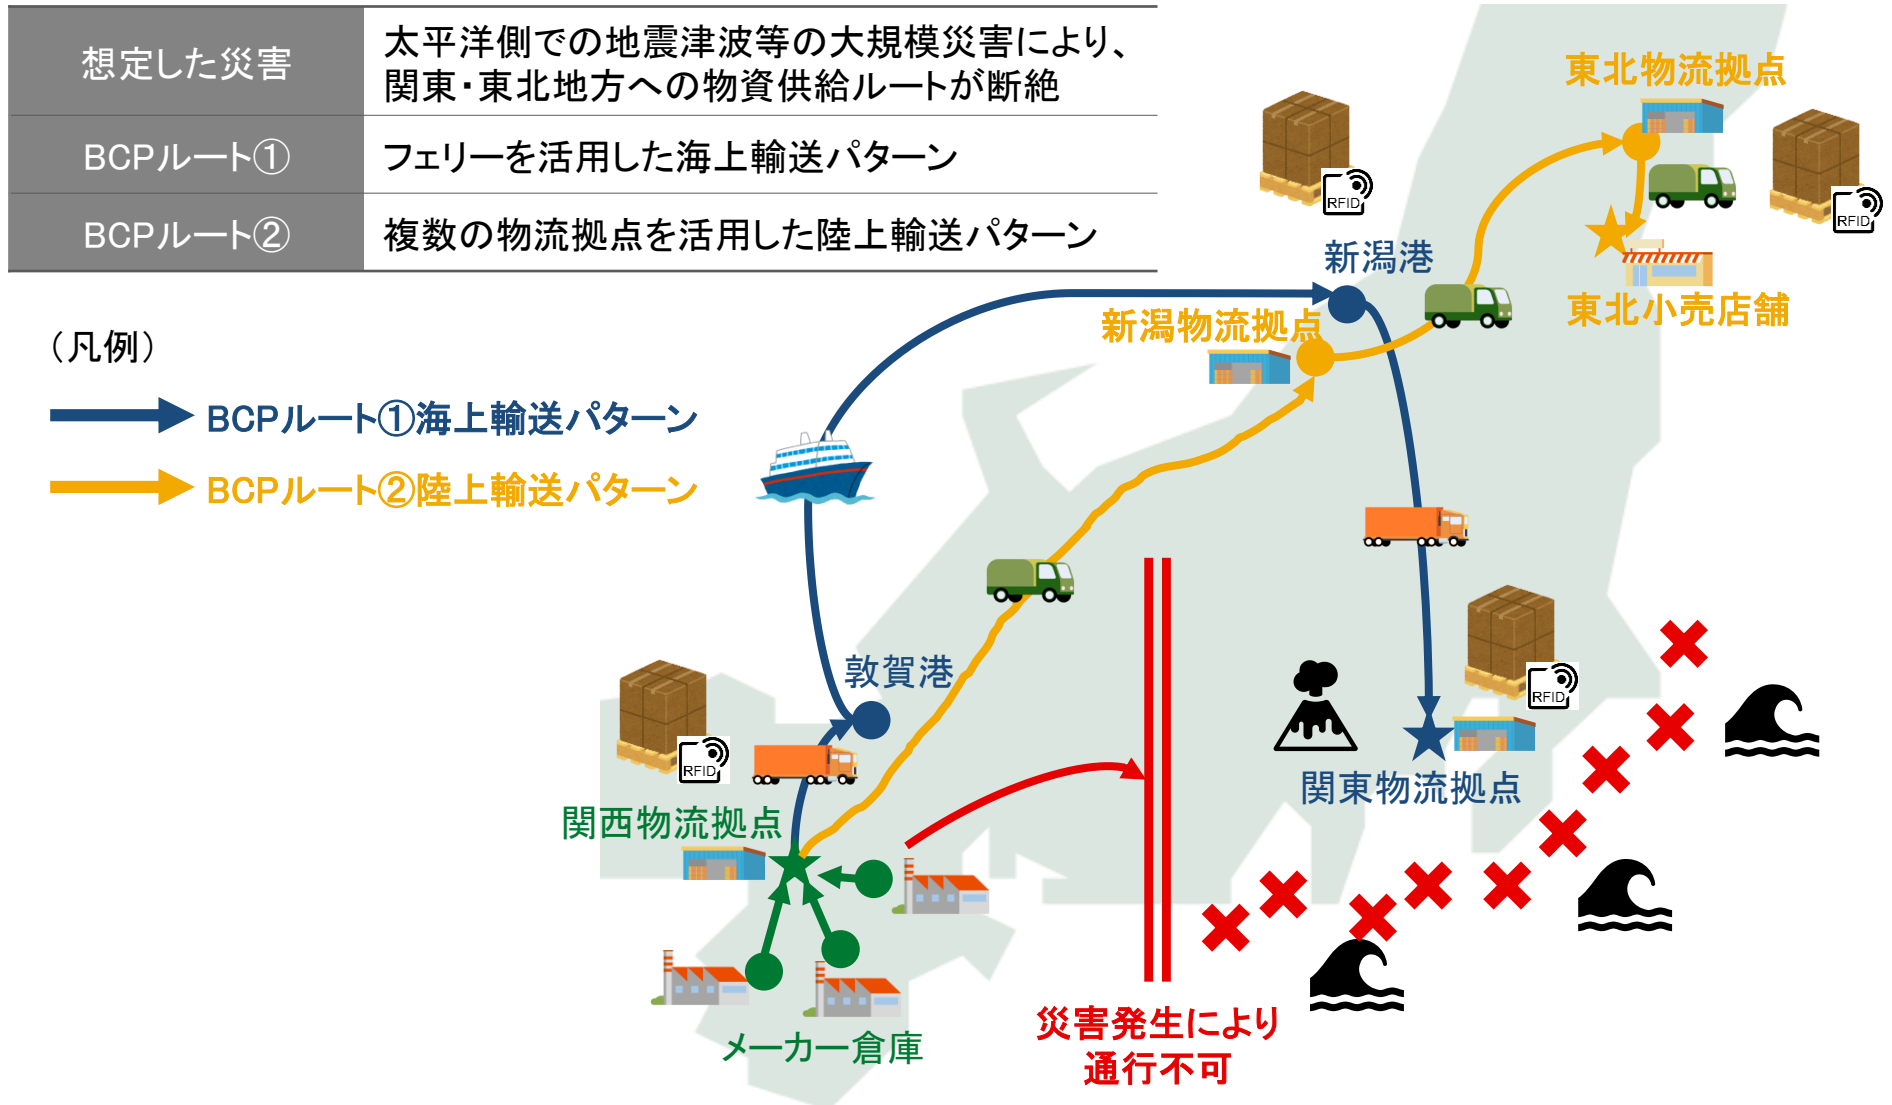 想定した災害
太平洋側での地震津波等の大規模災害により、
関東・東北地方への物資供給ルートが断絶
BCPルート①
フェリーを活用した海上輸送パターン
BCPルート②
複数の物流拠点を活用した陸上輸送パターン
（凡例）
BCPルート①海上輸送パターン
BCPルート②陸上輸送パターン
東北物流拠点
RFID
RFID
新潟港
東北小売店舗
新潟物流拠点
敦賀港
RFID
RFID
関東物流拠点
関西物流拠点
メーカー倉庫
災害発生により
通行不可